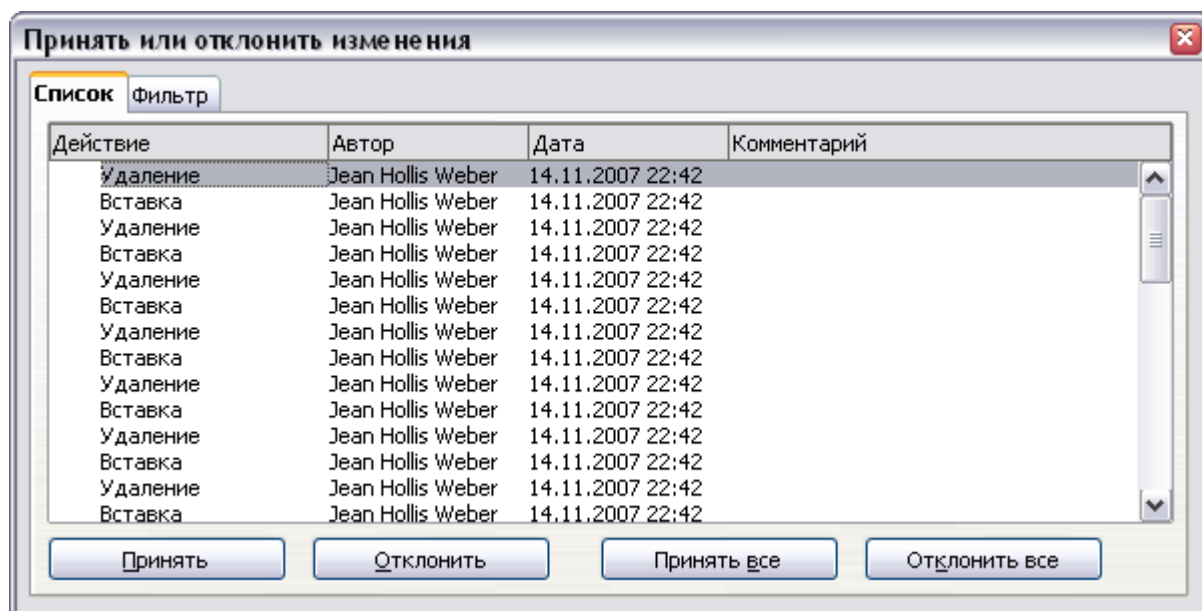 Принять или отклонить изменения
Список Фильтр
Действие Автор Дата Комментарий
Удаление Jean Hollis Weber 14.11.2007 22:42
Вставка Jean Hollis Weber 14.11.2007 22:42
Удаление Jean Hollis Weber 14.11.2007 22:42
Вставка Jean Hollis Weber 14.11.2007 22:42
Удаление Jean Hollis Weber 14.11.2007 22:42
Вставка Jean Hollis Weber 14.11.2007 22:42
Удаление Jean Hollis Weber 14.11.2007 22:42
Вставка Jean Hollis Weber 14.11.2007 22:42
Удаление Jean Hollis Weber 14.11.2007 22:42
Вставка Jean Hollis Weber 14.11.2007 22:42
Удаление Jean Hollis Weber 14.11.2007 22:42
Вставка Jean Hollis Weber 14.11.2007 22:42
Удаление Jean Hollis Weber 14.11.2007 22:42
Вставка Jean Hollis Weber 14.11.2007 22:42
Принять Отклонить Принять все Отклонить все